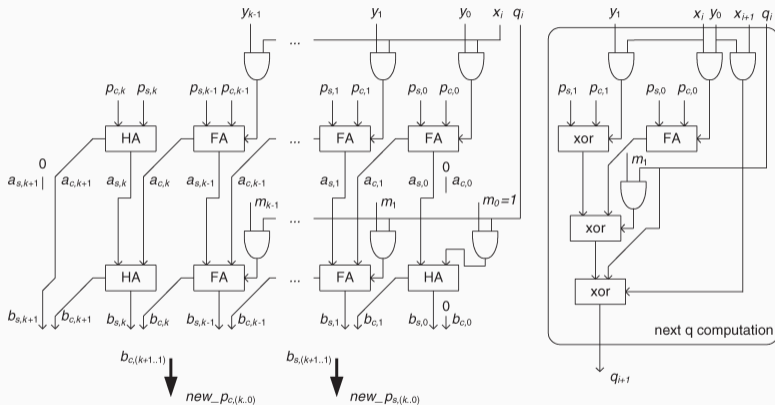 y_{k-1} y_1 y_0 x_i q_i y_1 x_i y_0 x_{i+1} q_i
...
p_{c,k} p_{s,k} p_{s,k-1} p_{c,k-1} p_{s,1} p_{c,1} p_{s,0} p_{c,0} p_{s,1} p_{c,1} p_{s,0} p_{c,0}
HA FA ... FA FA xor FA
0 0 m_1
a_{s,k+1} a_{c,k+1} a_{s,k} a_{c,k} a_{s,k-1} a_{c,k-1} a_{s,1} a_{c,1} a_{s,0} a_{c,0}
m_{k-1} ... m_1 m_0=1
xor
HA FA ... FA HA xor
0
b_{s,k+1} b_{c,k+1} b_{s,k} b_{c,k} b_{s,k-1} b_{c,k-1} b_{s,1} b_{c,1} b_{s,0} b_{c,0}
next q computation
b_{c,(k+1..1)} b_{s,(k+1..1)} q_{i+1}
new_p_{c,(k..0)} new_p_{s,(k..0)}